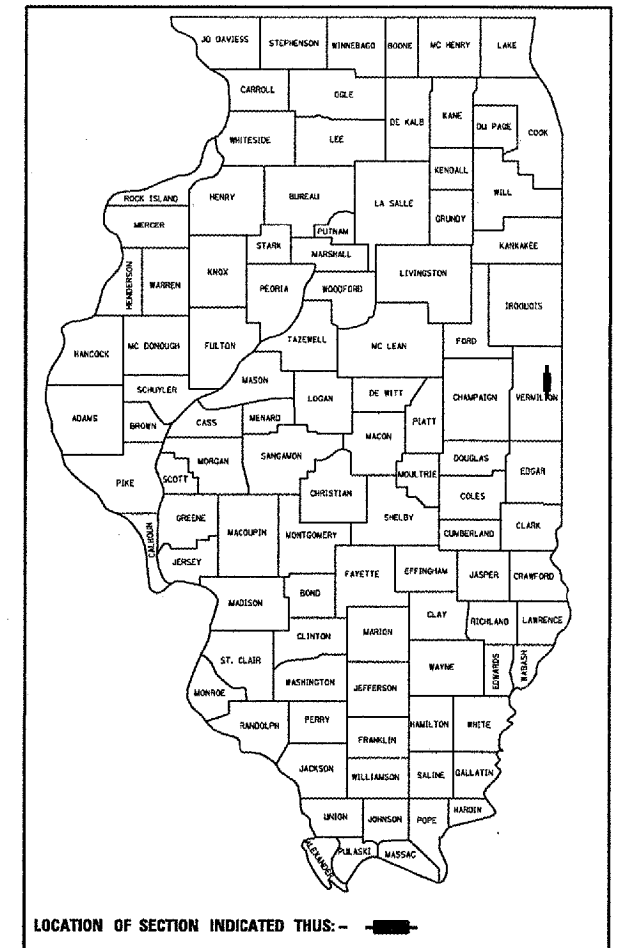 JO DAVIESS STEPHENSON WINNEBAGO BOONE MC HENRY LAKE
CARROLL OGLE DE KALB KANE DU PAGE COOK
WHITESIDE LEE KENDALL WILL
ROCK ISLAND HENRY BUREAU LA SALLE GRUNDY
MERCER PUTNAM KANKAKEE
STARK MARSHALL
HENDERSON WARREN KNOX PEORIA WOODFORD LIVINGSTON IROQUOIS
HANCOCK MC DONOUGH FULTON TAZEWELL MC LEAN FORD
MASON
SCHUYLER LOGAN DE WITT CHAMPAIGN VERMILION
ADAMS BROWN CASS MENARD PIATT
MACON
PIKE SCOTT MORGAN SANGAMON MOULTRIE DOUGLAS EDGAR
CHRISTIAN COLES
GREENE MACOUPIN MONTGOMERY SHELBY CUMBERLAND CLARK
CALHOUN
JERSEY FAYETTE EFFINGHAM JASPER CRAWFORD
MADISON BOND
CLAY RICHLAND LAWRENCE
CLINTON MARION
ST. CLAIR WAYNE EDWARDS WABASH
WASHINGTON JEFFERSON
MONROE
RANDOLPH PERRY HAMILTON WHITE
FRANKLIN
JACKSON WILLIAMSON SALINE GALLATIN
UNION JOHNSON POPE HARDIN
ALEXANDER PULASKI MASSAC
LOCATION OF SECTION INDICATED THUS: -